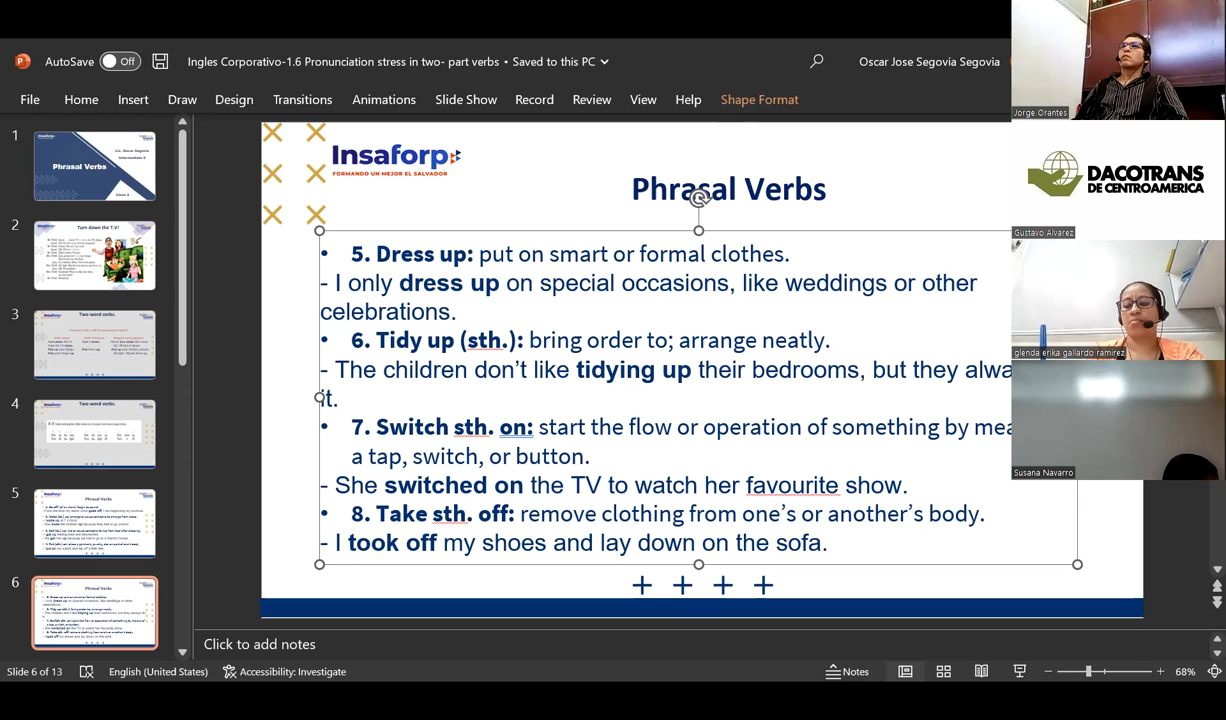 AutoSave Off Ingles Corporativo-1.6 Pronunciation stress in two- part verbs • Saved to this PC Oscar Jose Segovia Segovia
File Home Insert Draw Design Transitions Animations Slide Show Record Review View Help Shape Format
1
Insaforp
Lic. Oscar Segovia
Intermediate 5
Phrasal Verbs
2
Turn down the T.V!
3
Two-word verbs.
4
Two-word verbs.
5
Phrasal Verbs
6
Phrasal Verbs
Insaforp
FORMANDO UN MEJOR EL SALVADOR
Phrasal Verbs
• 5. Dress up: put on smart or formal clothes.
- I only dress up on special occasions, like weddings or other
celebrations.
• 6. Tidy up (sth.): bring order to; arrange neatly.
- The children don't like tidying up their bedrooms, but they alwa
it.
• 7. Switch sth. on: start the flow or operation of something by mea
a tap, switch, or button.
- She switched on the TV to watch her favourite show.
• 8. Take sth. off: remove clothing from one's or another's body.
- I took off my shoes and lay down on the sofa.
Jorge Orantes
DACOTRANS
DE CENTROAMERICA
Gustavo Alvarez
glenda erika gallardo ramirez
Susana Navarro
Click to add notes
Slide 6 of 13 English (United States) Accessibility: Investigate Notes 68%